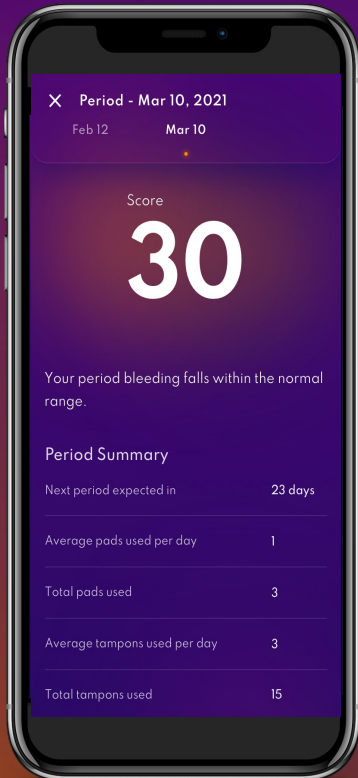 X Period - Mar 10, 2021
Feb 12 Mar 10
Score
30
Your period bleeding falls within the normal
range.
Period Summary
Next period expected in 23 days
Average pads used per day 1
Total pads used 3
Average tampons used per day 3
Total tampons used 15